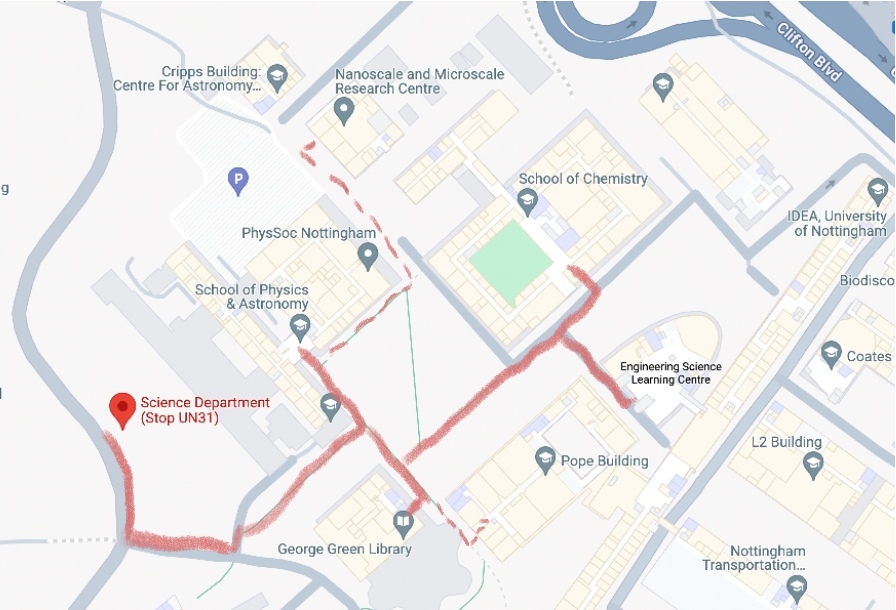 Clifton Blvd
Cripps Building:
Centre For Astronomy...
Nanoscale and Microscale
Research Centre
P
School of Chemistry
g
IDEA, University
of Nottingham
PhysSoc Nottingham
Biodisco
School of Physics
& Astronomy
Coates
Engineering Science
Learning Centre
Science Department
(Stop UN31)
L2 Building
Pope Building
George Green Library
Nottingham
Transportation...